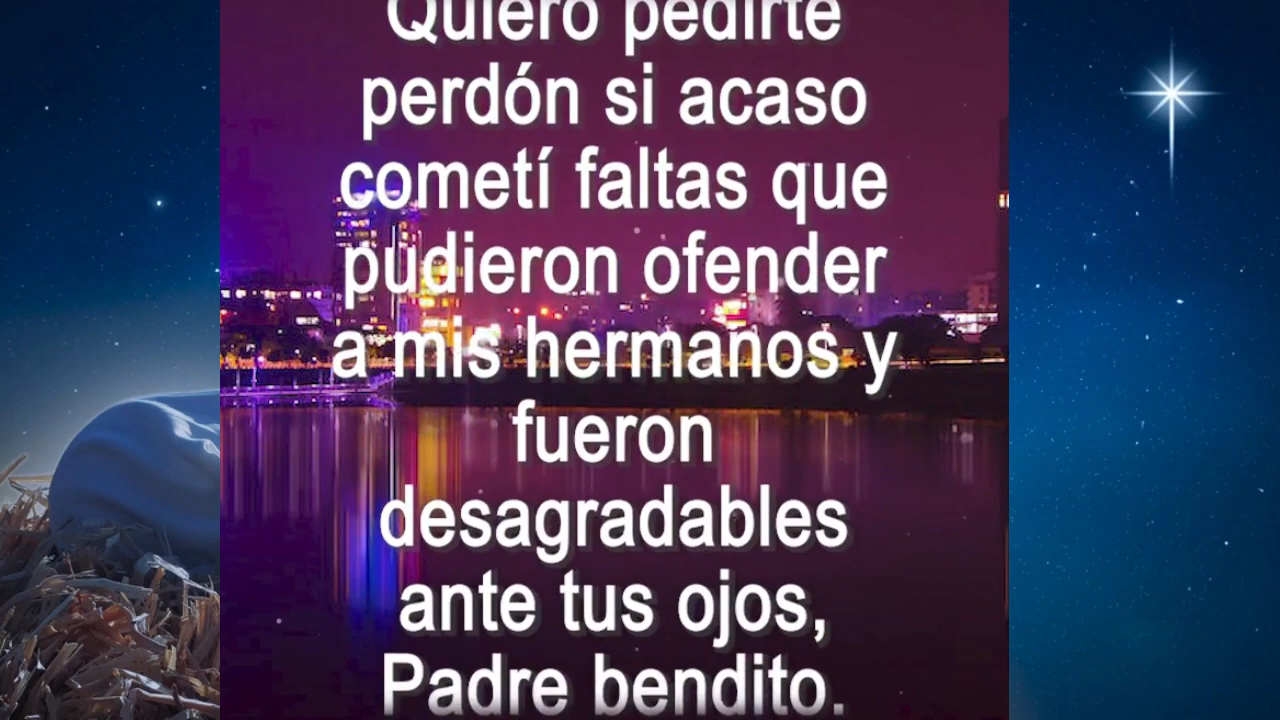 Quiero pedirte
perdón si acaso
cometí faltas que
pudieron ofender
a mis hermanos y
fueron
desagradables
ante tus ojos,
Padre bendito.